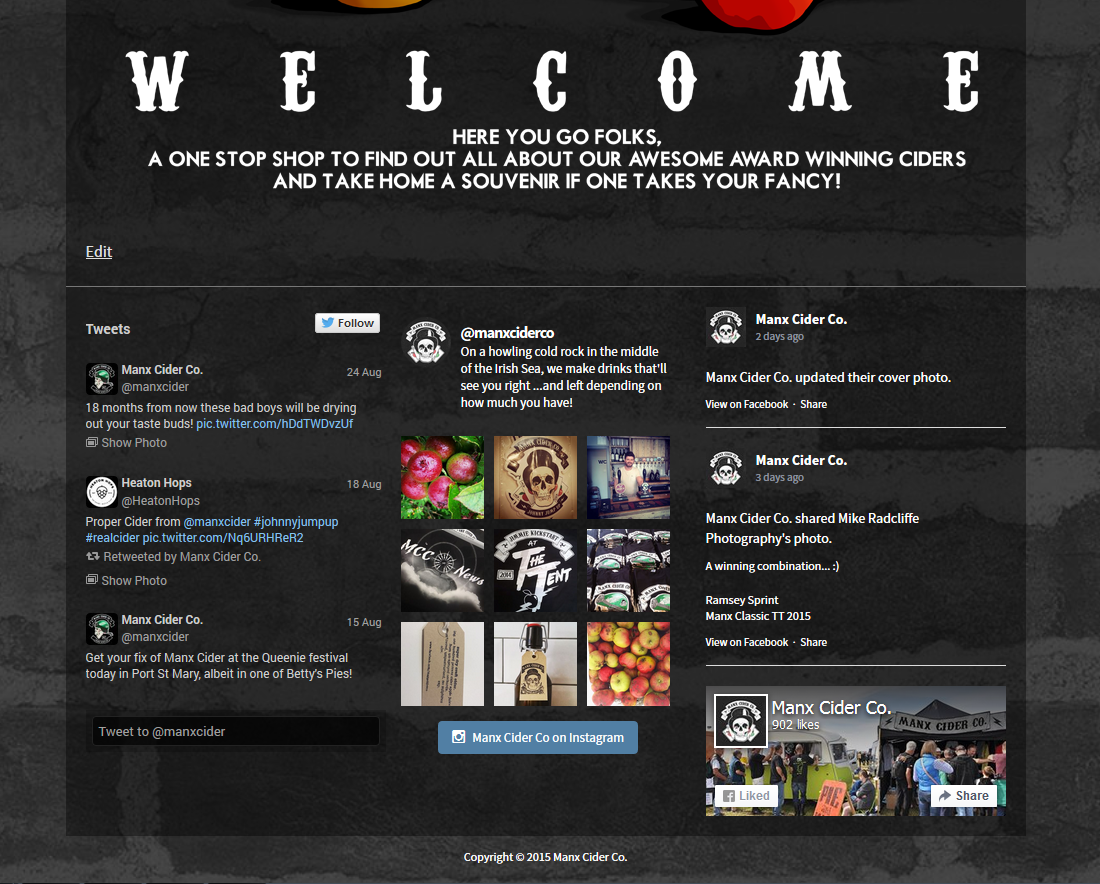 WELCOME
HERE YOU GO FOLKS,
A ONE STOP SHOP TO FIND OUT ALL ABOUT OUR AWESOME AWARD WINNING CIDERS
AND TAKE HOME A SOUVENIR IF ONE TAKES YOUR FANCY!
Edit
Tweets
Follow
Manx Cider Co.
24 Aug
@manxcider
18 months from now these bad boys will be drying
out your taste buds! pic.twitter.com/hDdTWDvzUf
Show Photo
Heaton Hops
18 Aug
@HeatonHops
Proper Cider from @manxcider #johnnyjumpup
#realcider pic.twitter.com/Nq6URHReR2
Retweeted by Manx Cider Co.
Show Photo
Manx Cider Co.
15 Aug
@manxcider
Get your fix of Manx Cider at the Queenie festival
today in Port St Mary, albeit in one of Betty's Pies!
Tweet to @manxcider
@manxciderco
On a howling cold rock in the middle
of the Irish Sea, we make drinks that'll
see you right ...and left depending on
how much you have!
MANX CIDER CO.
WC
MCC
News
JIMMIE KICKSTART
AT
THE
TENT
2014
Manx Cider Co on Instagram
Manx Cider Co.
2 days ago
Manx Cider Co. updated their cover photo.
View on Facebook · Share
Manx Cider Co.
3 days ago
Manx Cider Co. shared Mike Radcliffe
Photography's photo.
A winning combination... :)
Ramsey Sprint
Manx Classic TT 2015
View on Facebook · Share
Manx Cider Co.
902 likes
MANX CIDER CO.
PIG
Liked
Share
Copyright © 2015 Manx Cider Co.